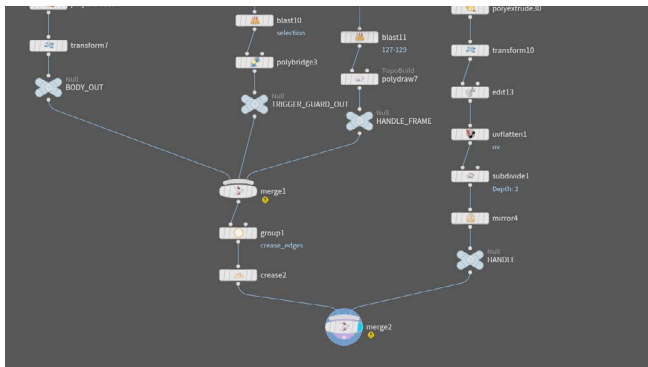 polyextrude30
blast10
selection
transform7
blast11
127-129
transform10
polybridge3
TopoBuild
polydraw7
Null
BODY_OUT
edit13
Null
TRIGGER_GUARD_OUT
Null
HANDLE_FRAME
uvflatten1
uv
subdivide1
Depth: 2
merge1
mirror4
group1
crease_edges
Null
HANDLE
crease2
merge2